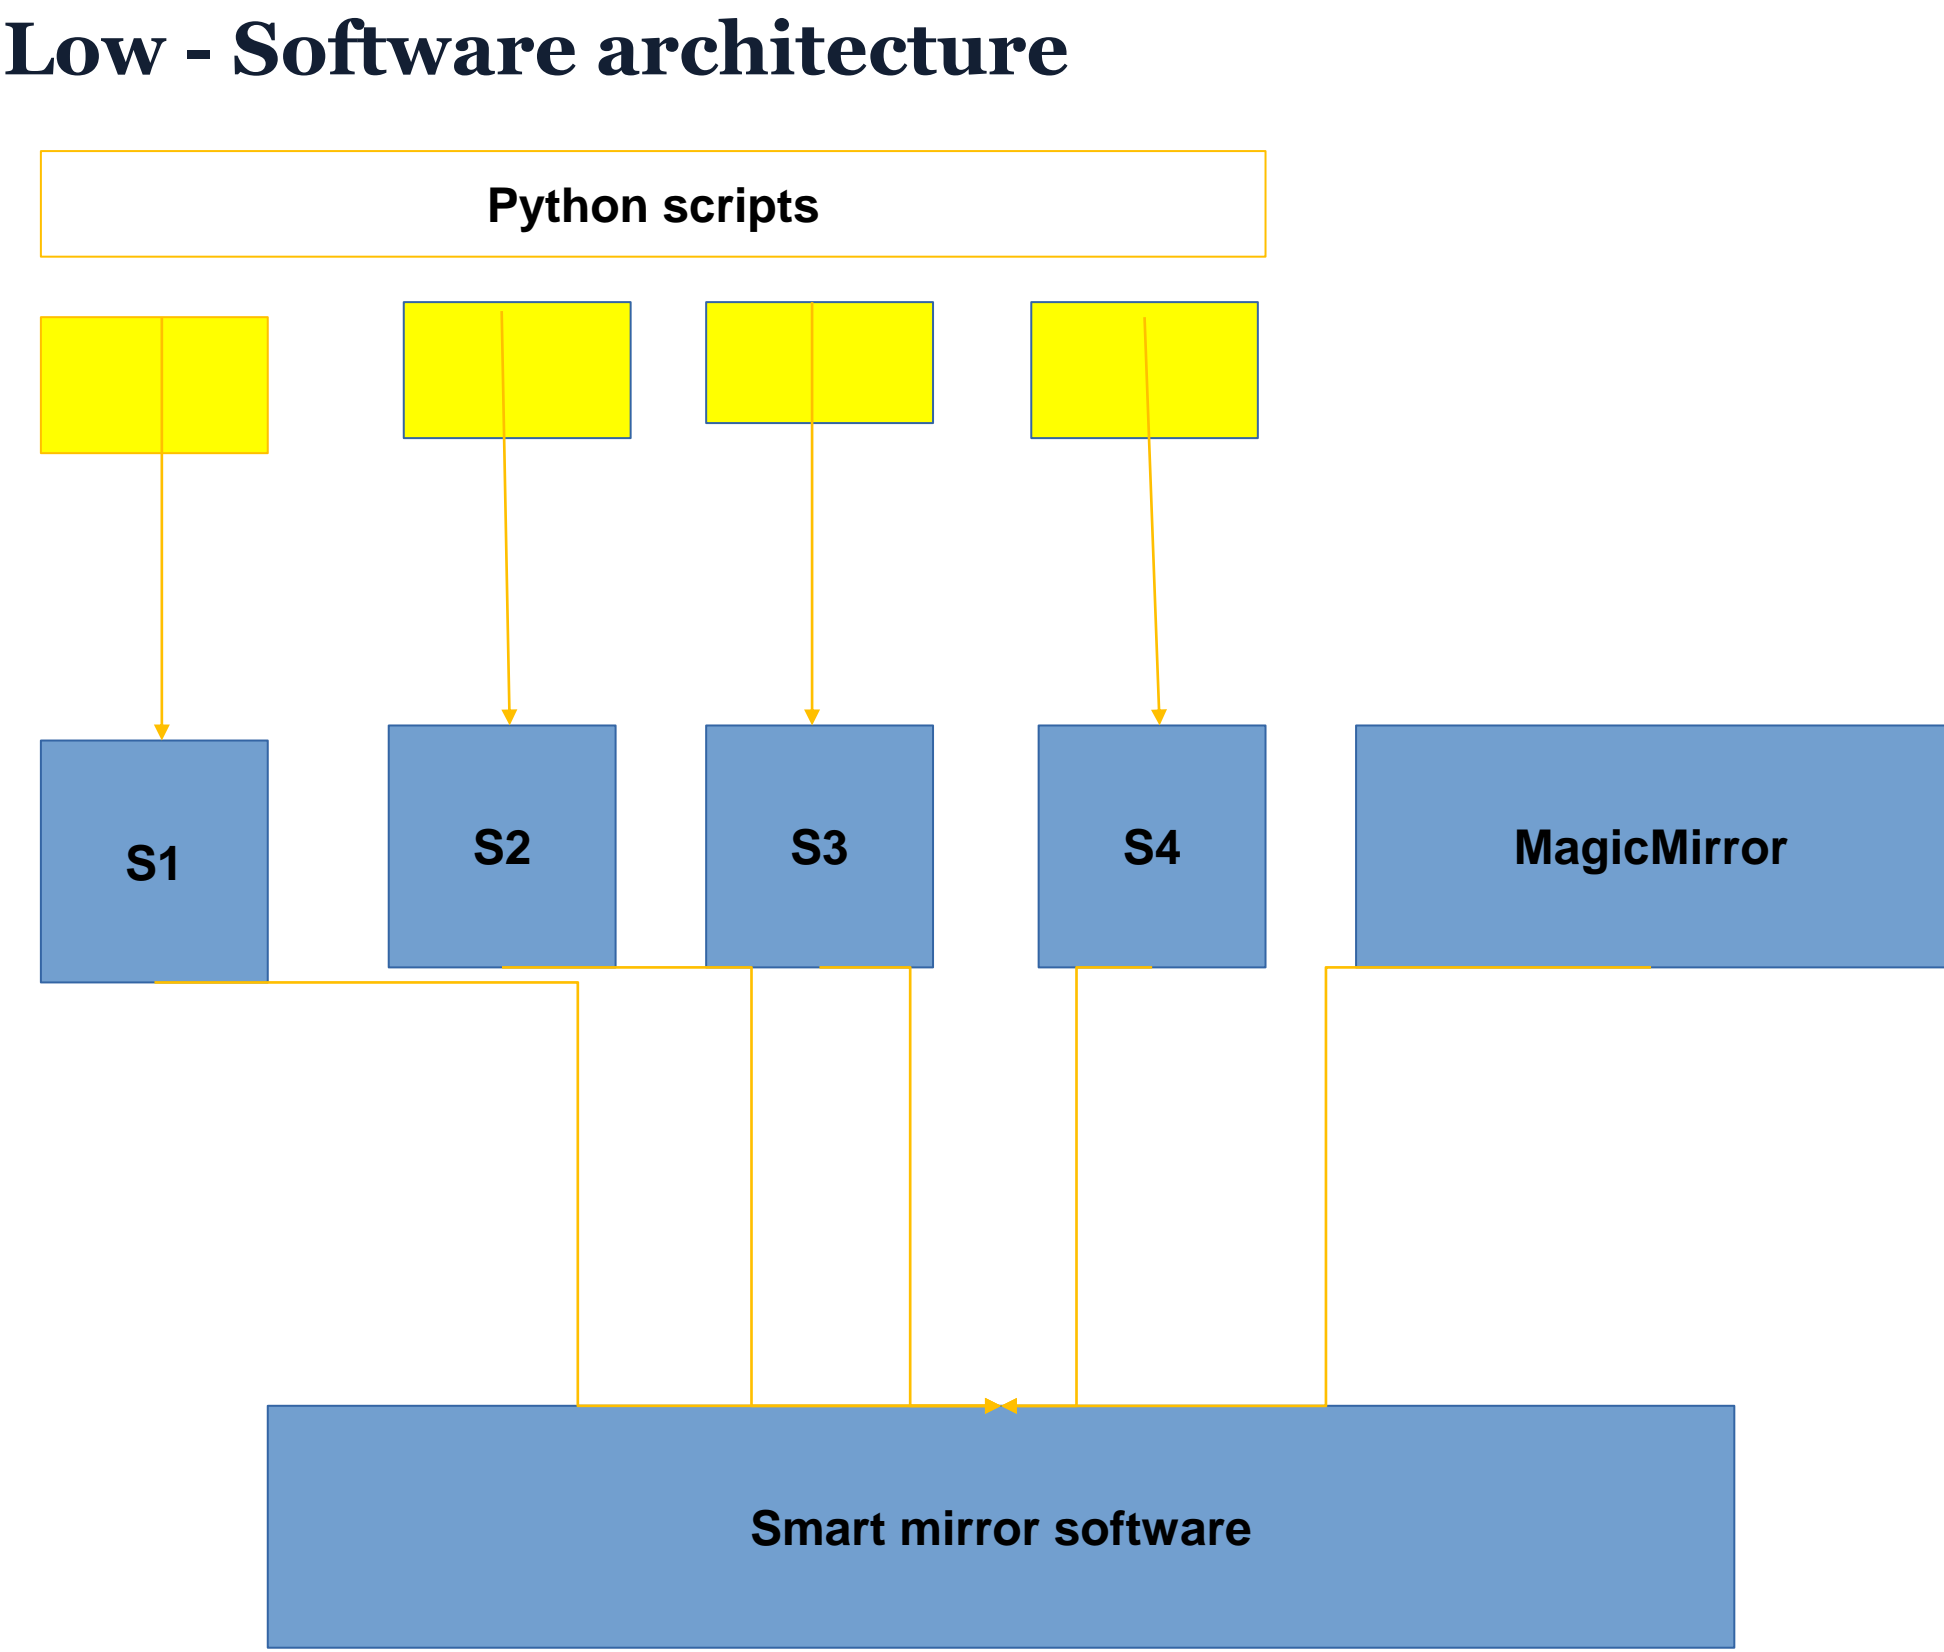 Low - Software architecture
Python scripts
S1
S2
S3
S4
MagicMirror
Smart mirror software